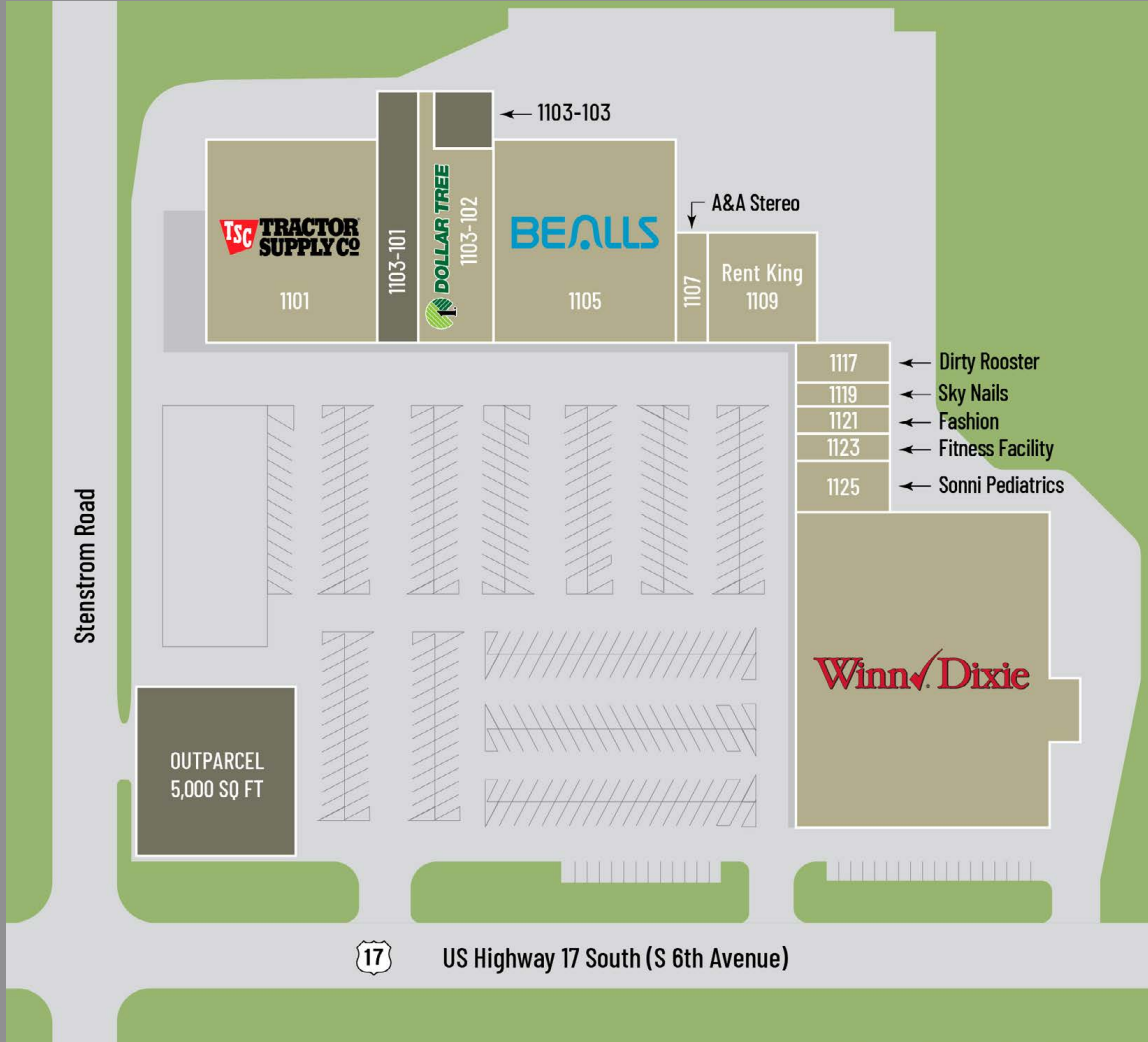 1103-103
A&A Stereo
TSC TRACTOR
SUPPLY CO
1101
1103-101
1 DOLLAR TREE
1103-102
BEALLS
1105
1107
Rent King
1109
1117
Dirty Rooster
1119
Sky Nails
1121
Fashion
1123
Fitness Facility
1125
Sonni Pediatrics
Stenstrom Road
Winn Dixie
OUTPARCEL
5,000 SQ FT
17
US Highway 17 South (S 6th Avenue)